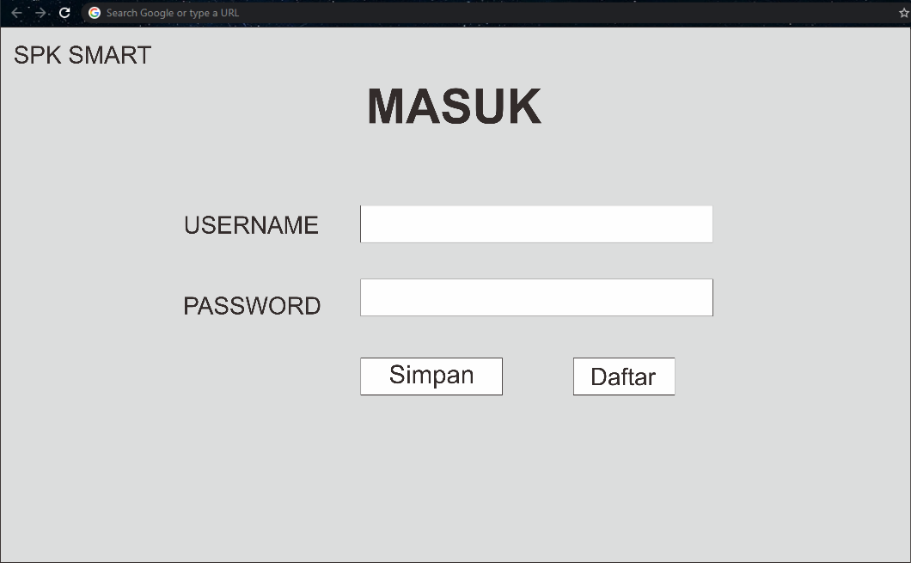 Search Google or type a URL
SPK SMART
MASUK
USERNAME
PASSWORD
Simpan Daftar